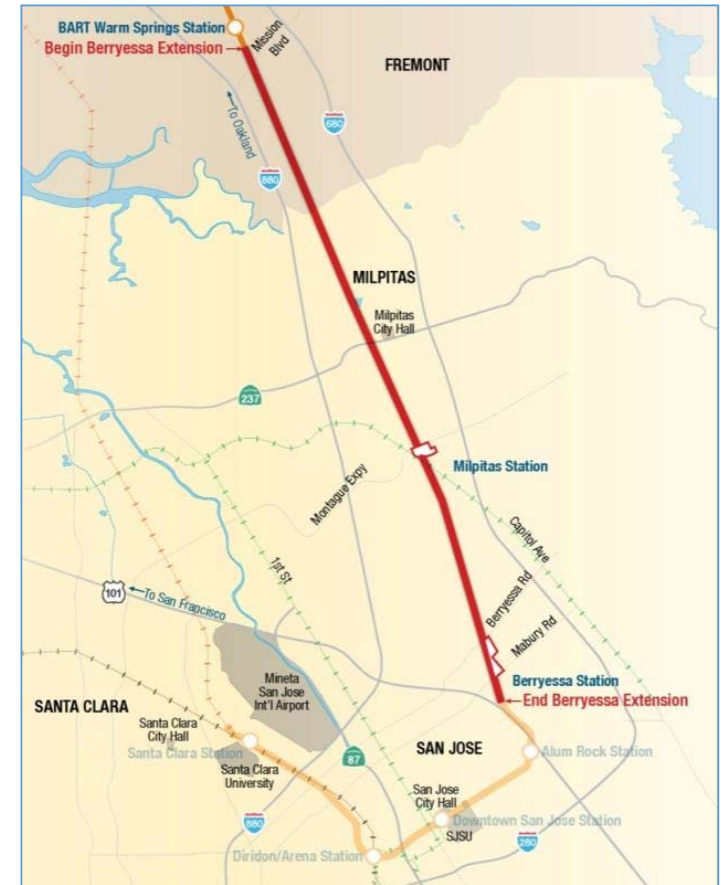 BART Warm Springs Station
Begin Berryessa Extension
Mission
Blvd
FREMONT
To Oakland
680
880
MILPITAS
Milpitas
City Hall
237
Milpitas Station
Montague Expy
Capitol Ave
1st St
101
To San Francisco
Berryessa Rd
Mabury Rd
Berryessa Station
End Berryessa Extension
Mineta
San Jose
Int'l Airport
SANTA CLARA
Santa Clara
City Hall
Santa Clara Station
Santa Clara
University
87
SAN JOSE
Alum Rock Station
San Jose
City Hall
Downtown San Jose Station
SJSU
880
280
Diridon/Arena Station